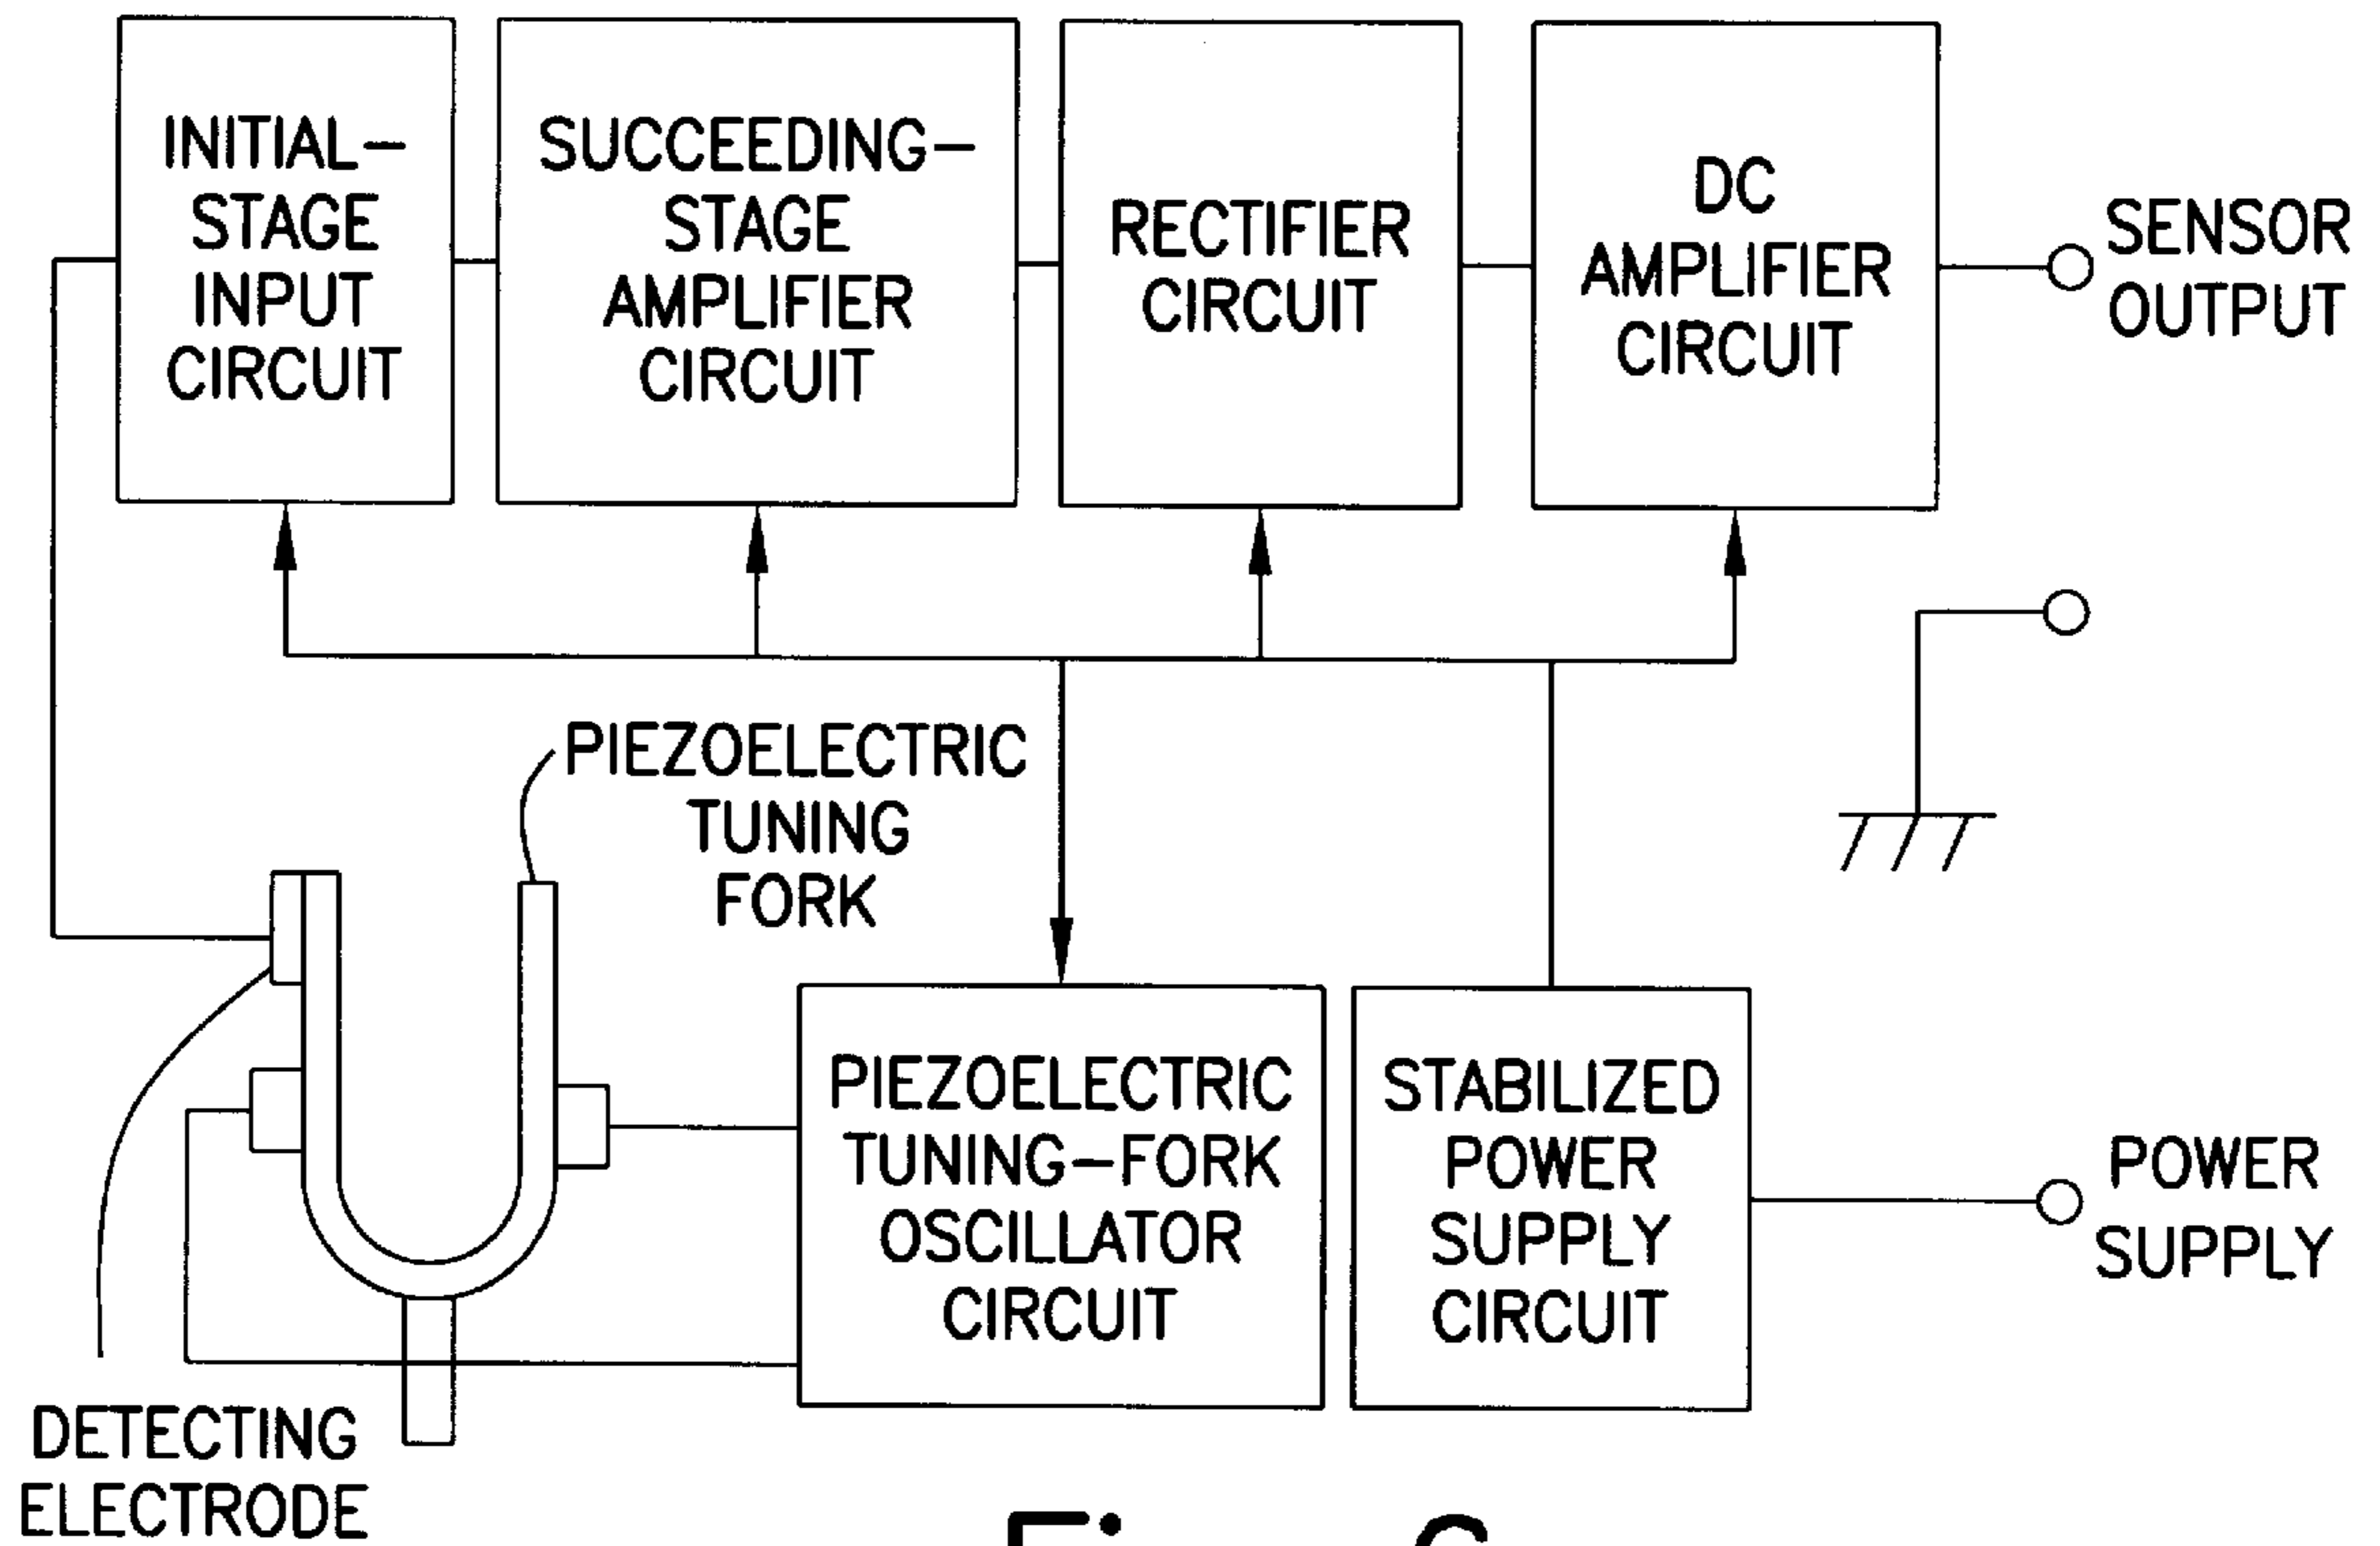 INITIAL–
STAGE
INPUT
CIRCUIT
SUCCEEDING–
STAGE
AMPLIFIER
CIRCUIT
RECTIFIER
CIRCUIT
DC
AMPLIFIER
CIRCUIT
SENSOR
OUTPUT
PIEZOELECTRIC
TUNING
FORK
PIEZOELECTRIC
TUNING–FORK
OSCILLATOR
CIRCUIT
STABILIZED
POWER
SUPPLY
CIRCUIT
POWER
SUPPLY
DETECTING
ELECTRODE